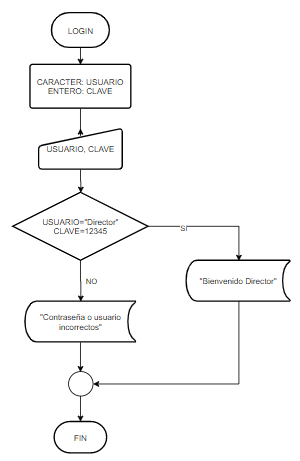 LOGIN
CARACTER: USUARIO
ENTERO: CLAVE
USUARIO, CLAVE
USUARIO="Director"
CLAVE=12345
SI
NO
"Bienvenido Director"
"Contraseña o usuario
incorrectos"
FIN